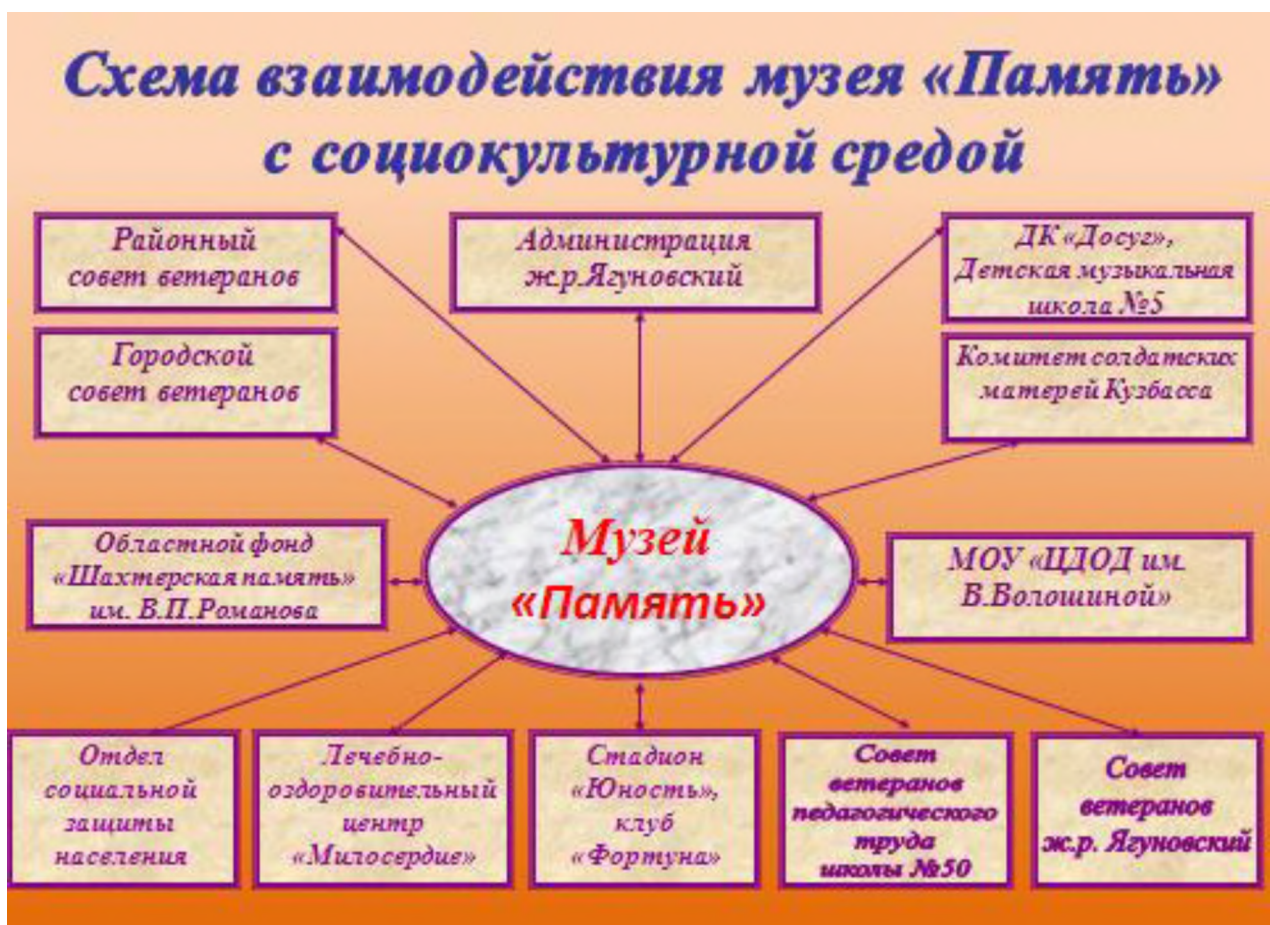 Схема взаимодействия музея «Память»
с социокультурной средой
Районный
совет ветеранов
Администрация
ж.р.Ягуновский
ДК «Досуг»,
Детская музыкальная
школа №5
Городской
совет ветеранов
Комитет солдатских
матерей Кузбасса
Музей
«Память»
Областной фонд
«Шахтерская память»
им. В.П.Романова
МОУ «ЦДОД им.
В.Волошиной»
Отдел
социальной
защиты
населения
Лечебно-
оздоровительный
центр
«Милосердие»
Стадион
«Юность»,
клуб
«Фортуна»
Совет
ветеранов
педагогического
труда
школы №50
Совет
ветеранов
ж.р. Ягуновский